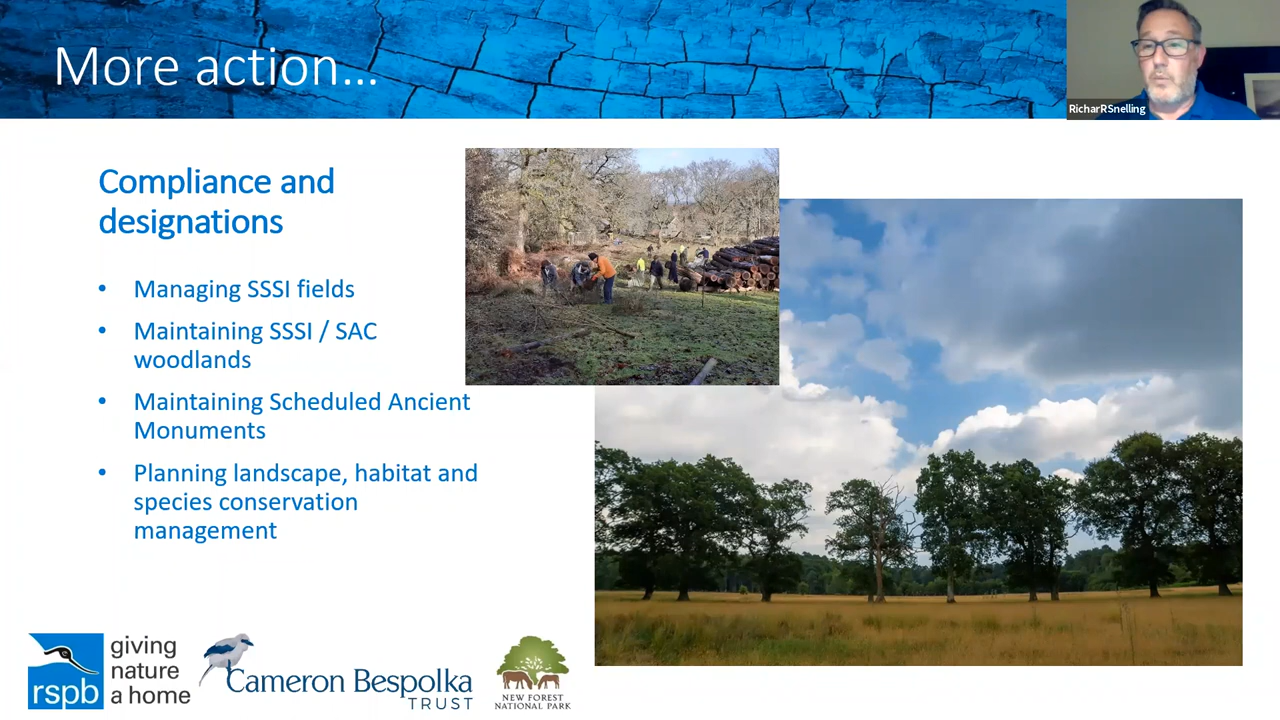 More action...
RicharRSnelling
Compliance and
designations
• Managing SSSI fields
• Maintaining SSSI / SAC
woodlands
• Maintaining Scheduled Ancient
Monuments
• Planning landscape, habitat and
species conservation
management
rspb
giving
nature
a home
Cameron Bespolka
TRUST
NEW FOREST
NATIONAL PARK